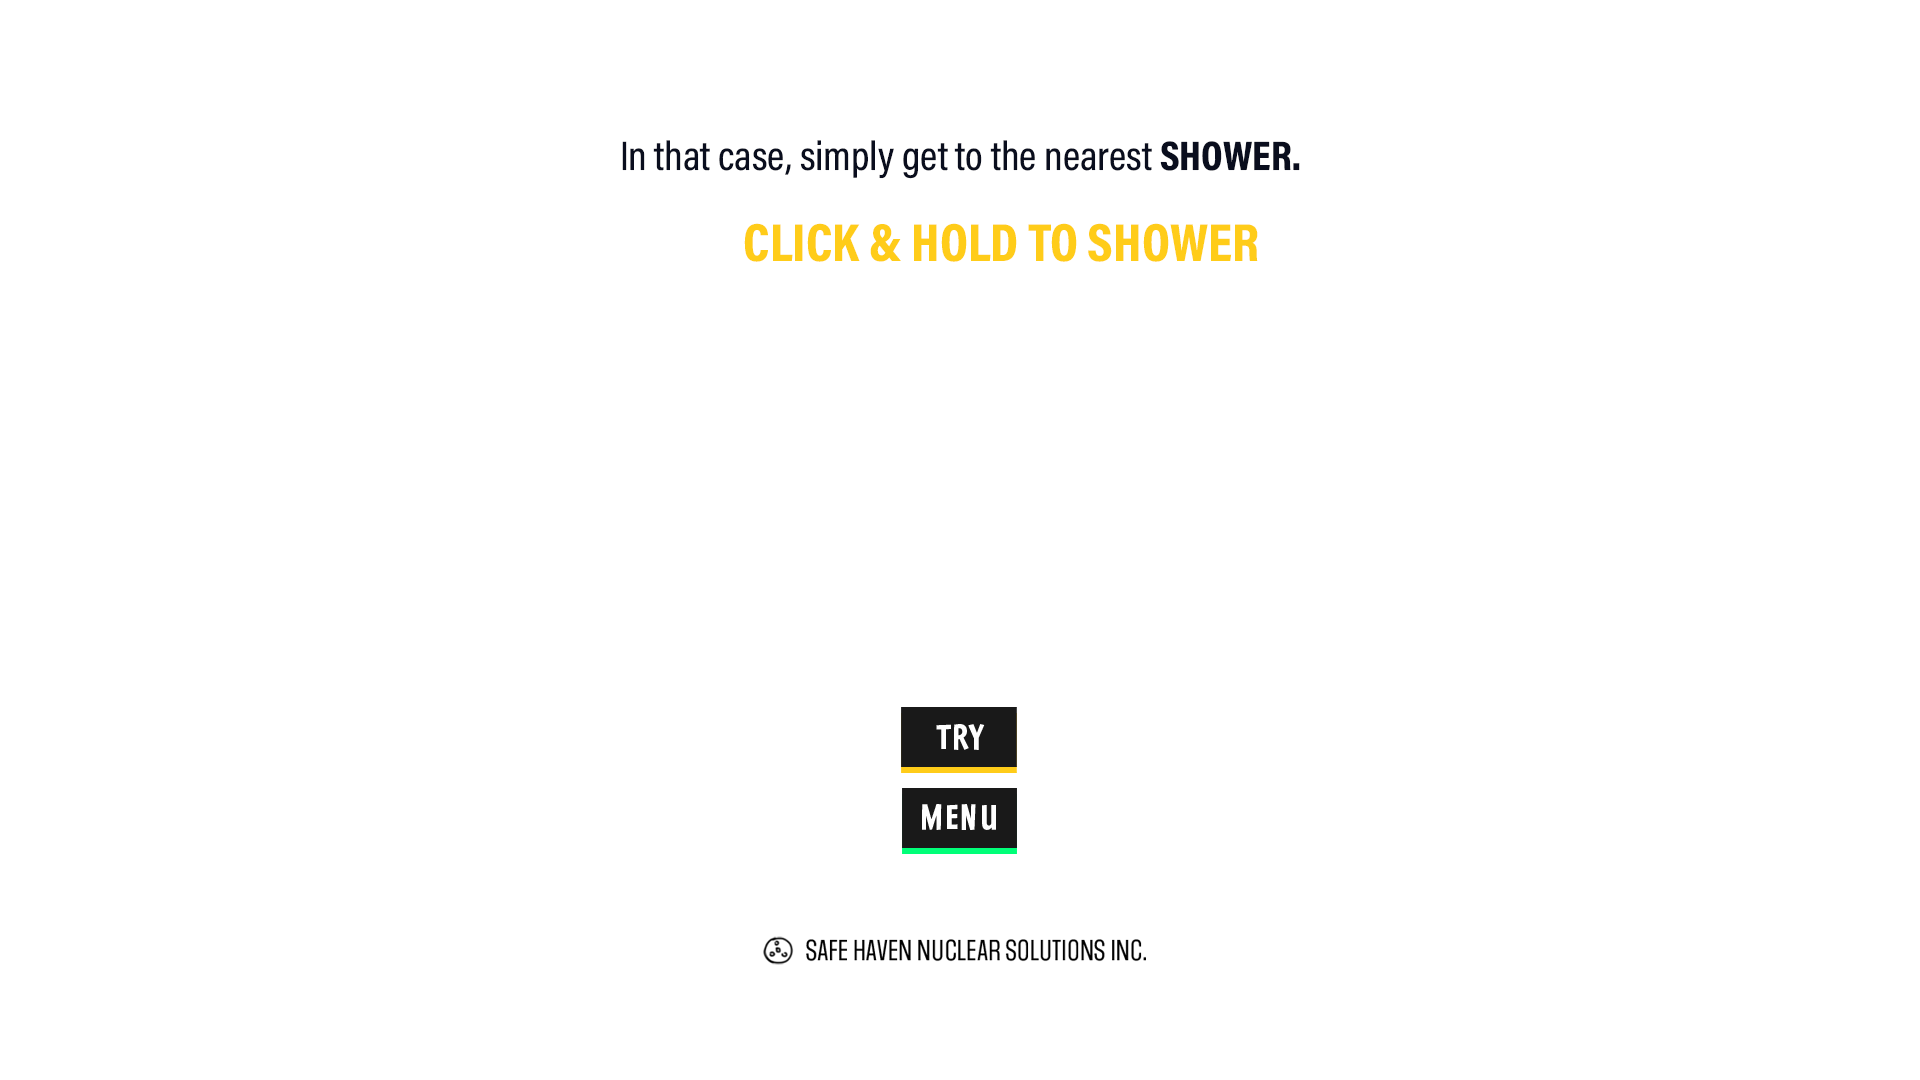 In that case, simply get to the nearest SHOWER.
CLICK & HOLD TO SHOWER
TRY
MENU
SAFE HAVEN NUCLEAR SOLUTIONS INC.